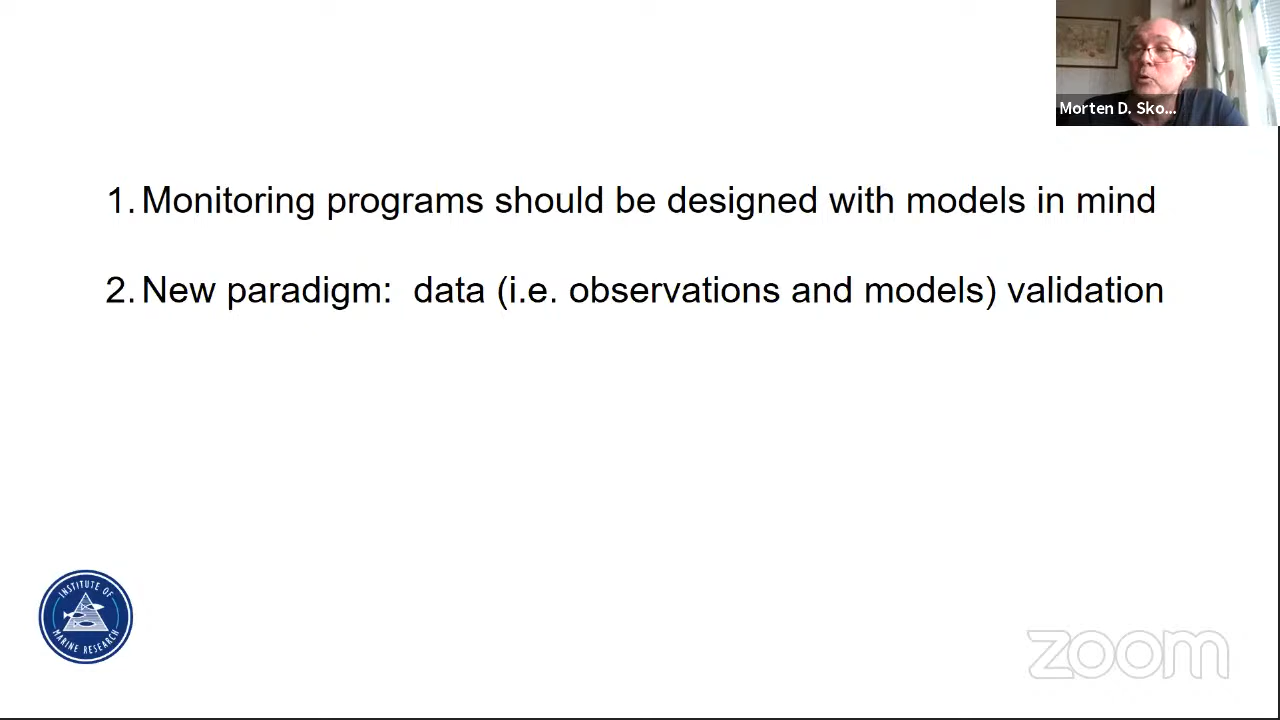 Morten D. Sko...
1. Monitoring programs should be designed with models in mind
2. New paradigm: data (i.e. observations and models) validation
INSTITUTE OF
MARINE RESEARCH
zoom